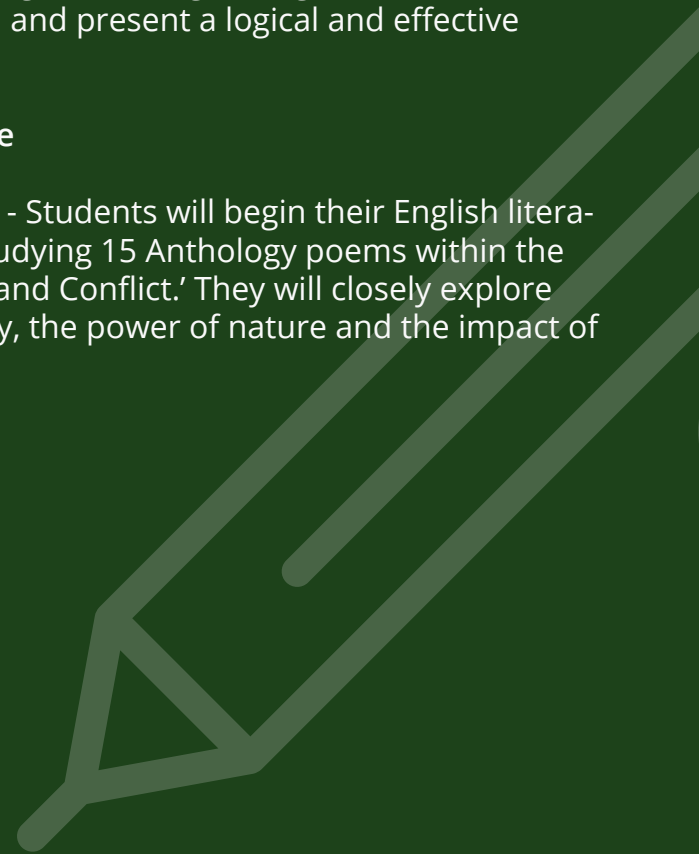 and present a logical and effective
e
- Students will begin their English litera-
udying 15 Anthology poems within the
and Conflict.’ They will closely explore
y, the power of nature and the impact of